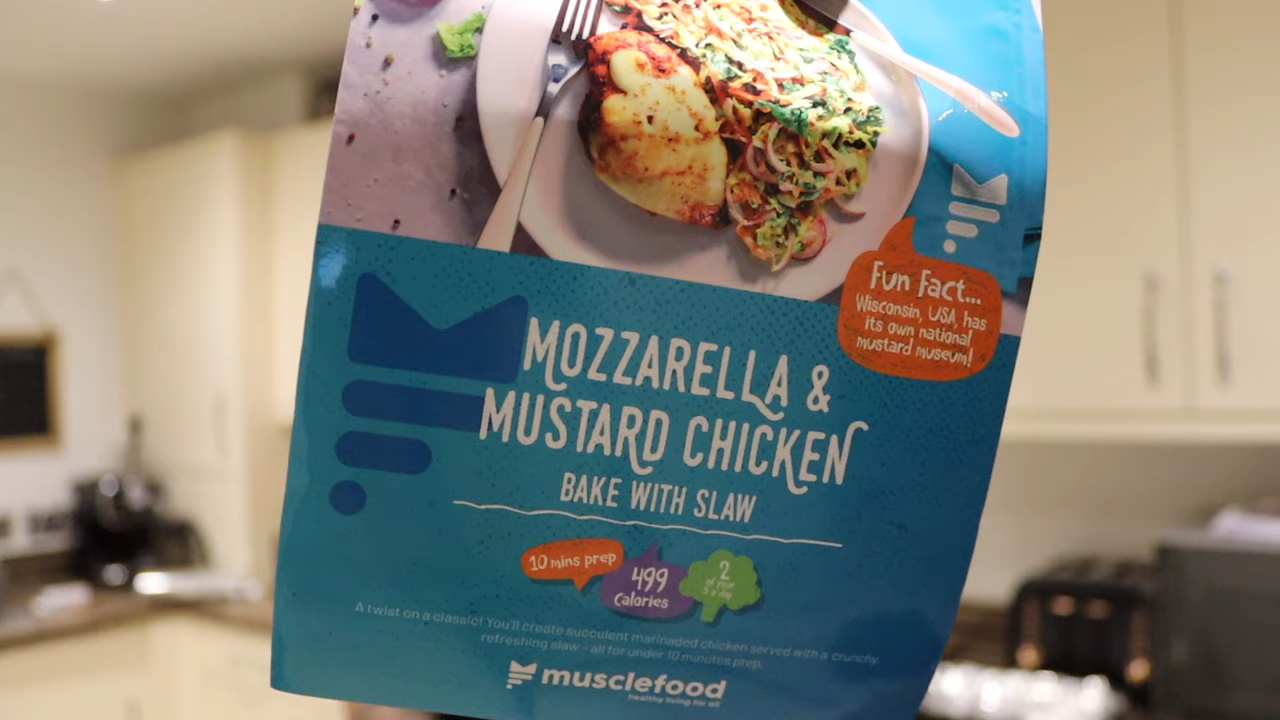 Fun Fact...
Wisconsin, USA, has
its own national
mustard museum!
MOZZARELLA &
MUSTARD CHICKEN
BAKE WITH SLAW
10 mins prep
499
Calories
2
of your
5 a day
A twist on a classic! You'll create succulent marinaded chicken served with a crunchy,
refreshing slaw - all for under 10 minutes prep.
musclefood
healthy living for all